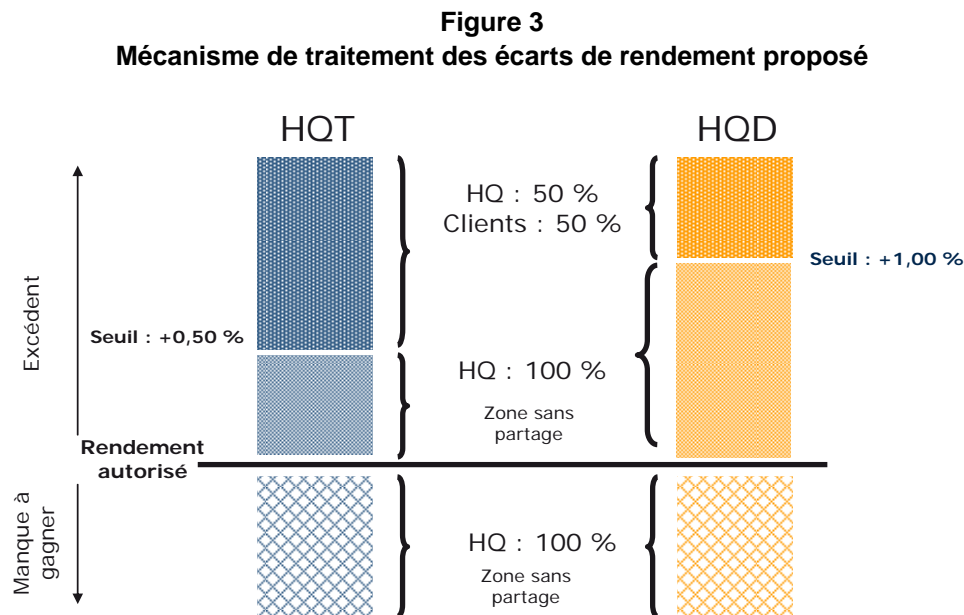 Figure 3
Mécanisme de traitement des écarts de rendement proposé
HQT
HQD
HQ : 50 %
Clients : 50 %
Seuil : +1,00 %
Excédent
Seuil : +0,50 %
HQ : 100 %
Zone sans
partage
Rendement
autorisé
Manque à
gagner
HQ : 100 %
Zone sans
partage